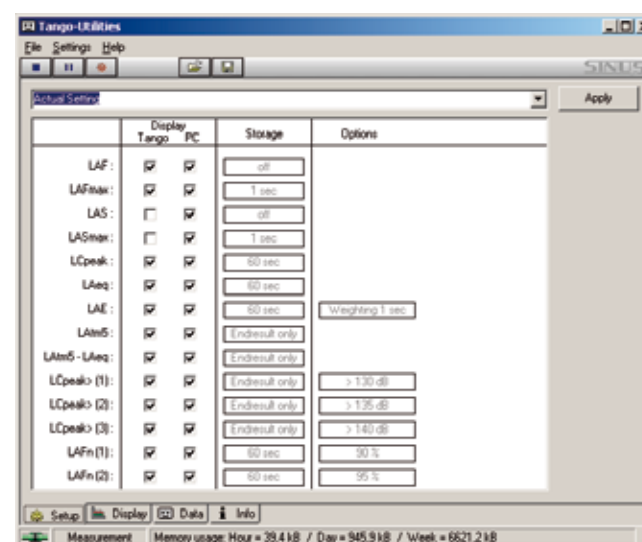 Tango-Utilities
File Settings Help
SINUS
Actual Setting
Apply
Display
Tango PC Storage Options
LAF : off
LAFmax : 1 sec
LAS : off
LASmax : 1 sec
LCpeak : 60 sec
LAeq : 60 sec
LAE : 60 sec Weighting 1 sec
LAtm5 : Endresult only
LAtm5 - LAeq : Endresult only
LCpeak> (1) : Endresult only > 130 dB
LCpeak> (2) : Endresult only > 135 dB
LCpeak> (3) : Endresult only > 140 dB
LAFn (1) : 60 sec 90 %
LAFn (2) : 60 sec 95 %
Setup Display Data Info
Measurement Memory usage: Hour = 39.4 kB / Day = 945.9 kB / Week = 6621.2 kB